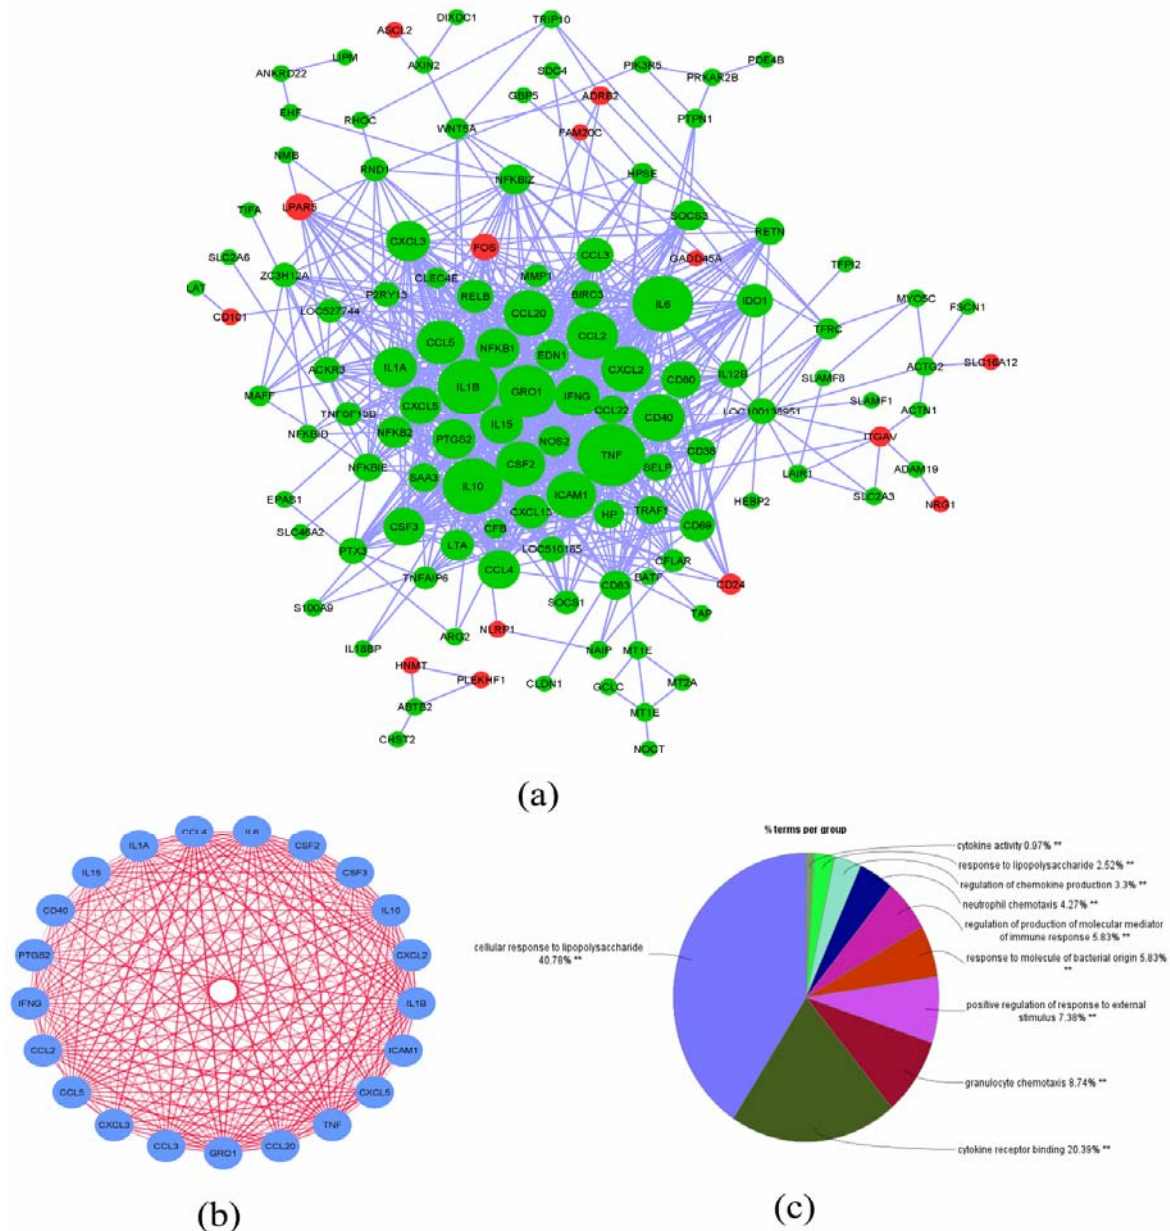 ASCL2
DIXDC1
TRIP10
LIPM
AXIN2
ANKRD22
SDC4
PIK3R5
PDE4B
PRKAR2B
GBP5
ADRB2
EHF
RHOC
WNT5A
FAM20C
PTPN1
NMB
RND1
NFKBIZ
HPSE
LPAR5
TIFA
CXCL3
FOS
SOCS3
RETN
SLC2A6
ZC3H12A
CLEC4E
MMP1
CCL3
GADD45A
TFPI2
LAT
P2RY13
RELB
BIRC3
IL6
IDO1
MYO5C
FSCN1
CD101
LOC527744
CCL20
CCL5
NFKB1
EDN1
CCL2
TFRC
ACKR3
IL1A
CXCL2
CD80
IL12B
SLAMF8
ACTG2
SLC16A12
MAFF
IL1B
GRO1
IFNG
CXCL5
CCL22
CD40
SLAMF1
ACTN1
NFKBID
NFKB2
IL15
PTGS2
NOS2
ITGAV
NFKBIE
CSF2
TNF
CD38
SAA3
SELP
LAIR1
ADAM19
EPAS1
IL10
ICAM1
HEBP2
SLC2A3
NRG1
CXCL13
HP
TRAF1
CD69
CSF3
CFB
PTX3
LTA
LOC510185
CFLAR
TNFAIP6
CCL4
CD83
BATF
CD24
S100A9
SOCS1
TAP
ARG2
NLRP1
IL18BP
NAIP
MT1E
HNMT
PLEKHF1
CLDN1
GCLC
MT2A
ABTB2
MT1E
CHST2
NOCT
(a)
CCL4
IL6
IL1A
CSF2
CSF3
CD40
IL10
PTGS2
CXCL2
IFNG
IL1B
CCL2
ICAM1
CCL5
CXCL5
CXCL3
TNF
CCL3
GRO1
CCL20
(b)
% terms per group
cytokine activity 0.97% **
response to lipopolysaccharide 2.52% **
regulation of chemokine production 3.3% **
neutrophil chemotaxis 4.27% **
regulation of production of molecular mediator
of immune response 5.83% **
response to molecule of bacterial origin 5.83%
**
positive regulation of response to external
stimulus 7.38% **
granulocyte chemotaxis 8.74% **
cytokine receptor binding 20.39% **
cellular response to lipopolysaccharide
40.78% **
(c)